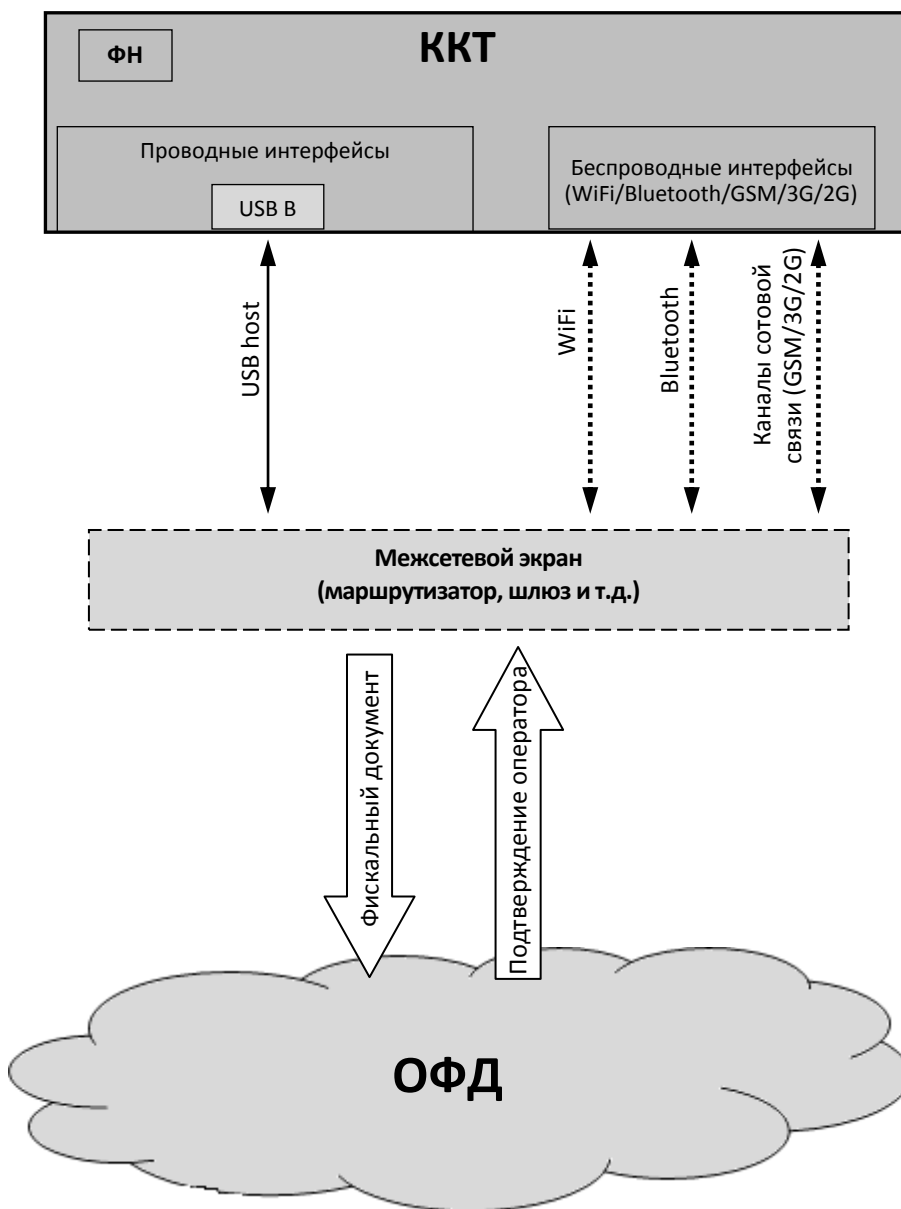 ККТ
ФН
Проводные интерфейсы
USB B
Беспроводные интерфейсы
(WiFi/Bluetooth/GSM/3G/2G)
USB host
WiFi
Bluetooth
Каналы сотовой
связи (GSM/3G/2G)
Межсетевой экран
(маршрутизатор, шлюз и т.д.)
Фискальный документ
Подтверждение оператора
ОФД